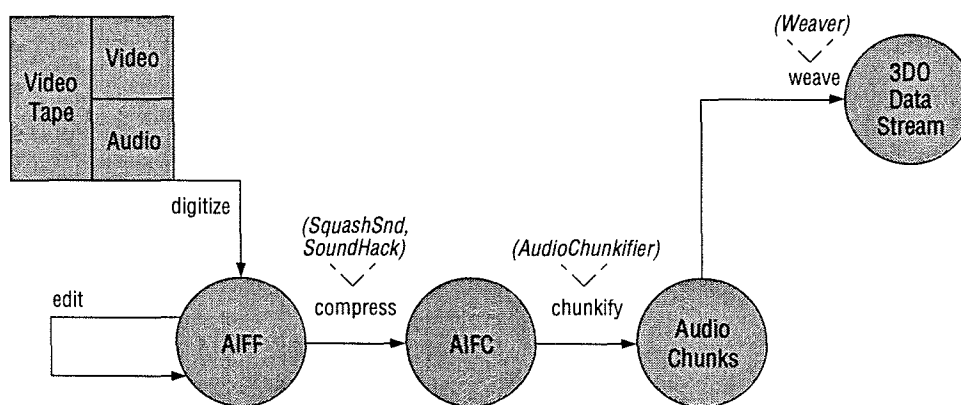 Video
Tape
Video
Audio
digitize
edit
AIFF
(SquashSnd,
SoundHack)
compress
AIFC
(AudioChunkifier)
chunkify
Audio
Chunks
(Weaver)
weave
3DO
Data
Stream